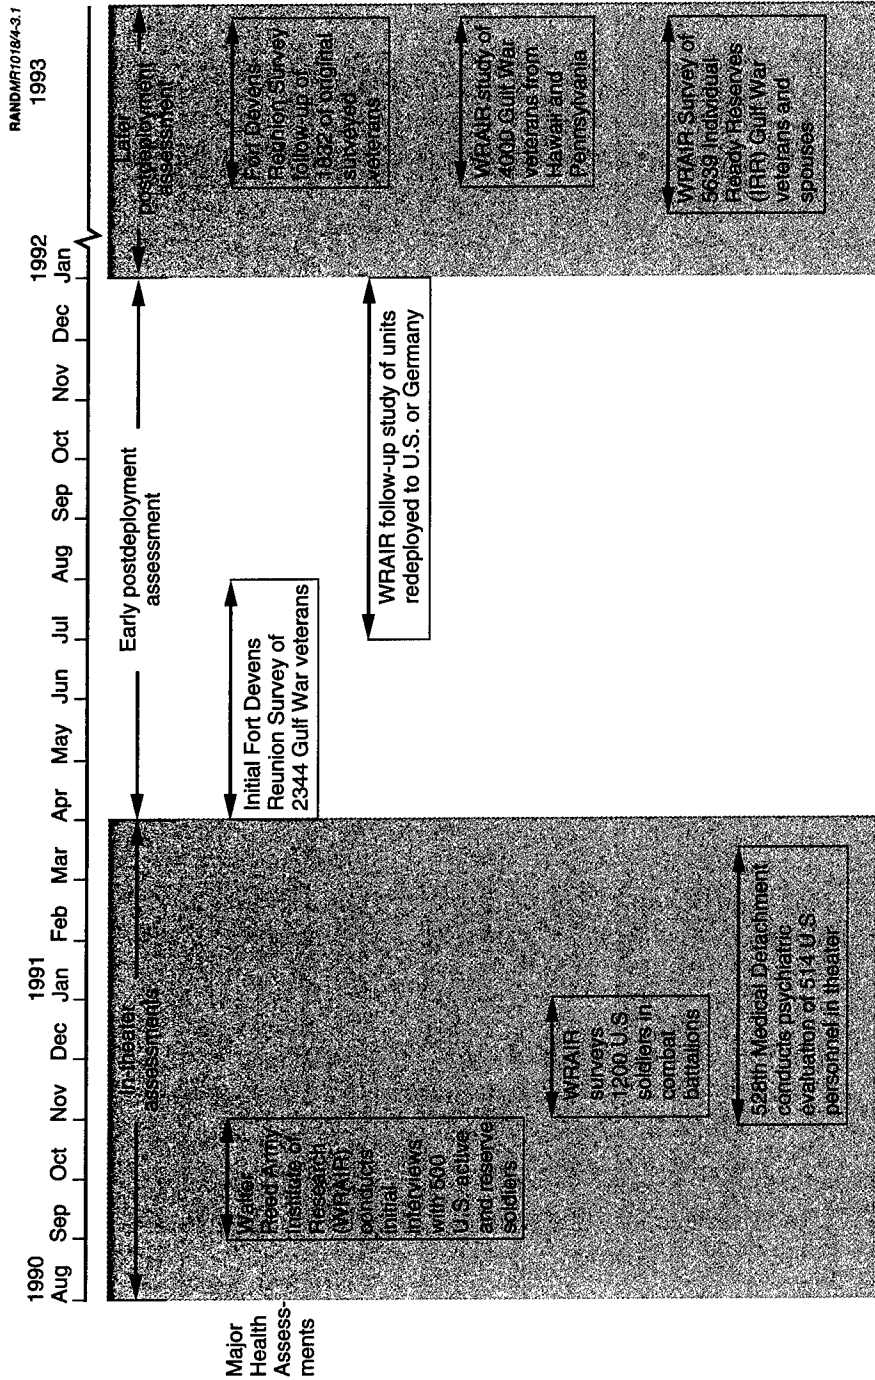 RANDMR1018/4-3.1
1990
1991
1992
1993
Aug Sep Oct Nov Dec Jan Feb Mar Apr May Jun Jul Aug Sep Oct Nov Dec Jan
In-theater
assessments
Early postdeployment
assessment
Later
postdeployment
assessment
Major
Health
Assess-
ments
Walter
Reed Army
Institute of
Research
(WRAIR)
conducts
initial
interviews
with 500
U.S. active
and reserve
soldiers
Initial Fort Devens
Reunion Survey of
2344 Gulf War veterans
Fort Devens
Reunion Survey
follow-up of
1832 of original
surveyed
veterans
WRAIR follow-up study of units
redeployed to U.S. or Germany
WRAIR study of
4000 Gulf War
veterans from
Hawaii and
Pennsylvania
WRAIR
surveys
1200 U.S.
soldiers in
combat
battalions
WRAIR Survey of
5639 Individual
Ready Reserves
(IRR) Gulf War
veterans and
spouses
528th Medical Detachment
conducts psychiatric
evaluation of 514 U.S.
personnel in theater